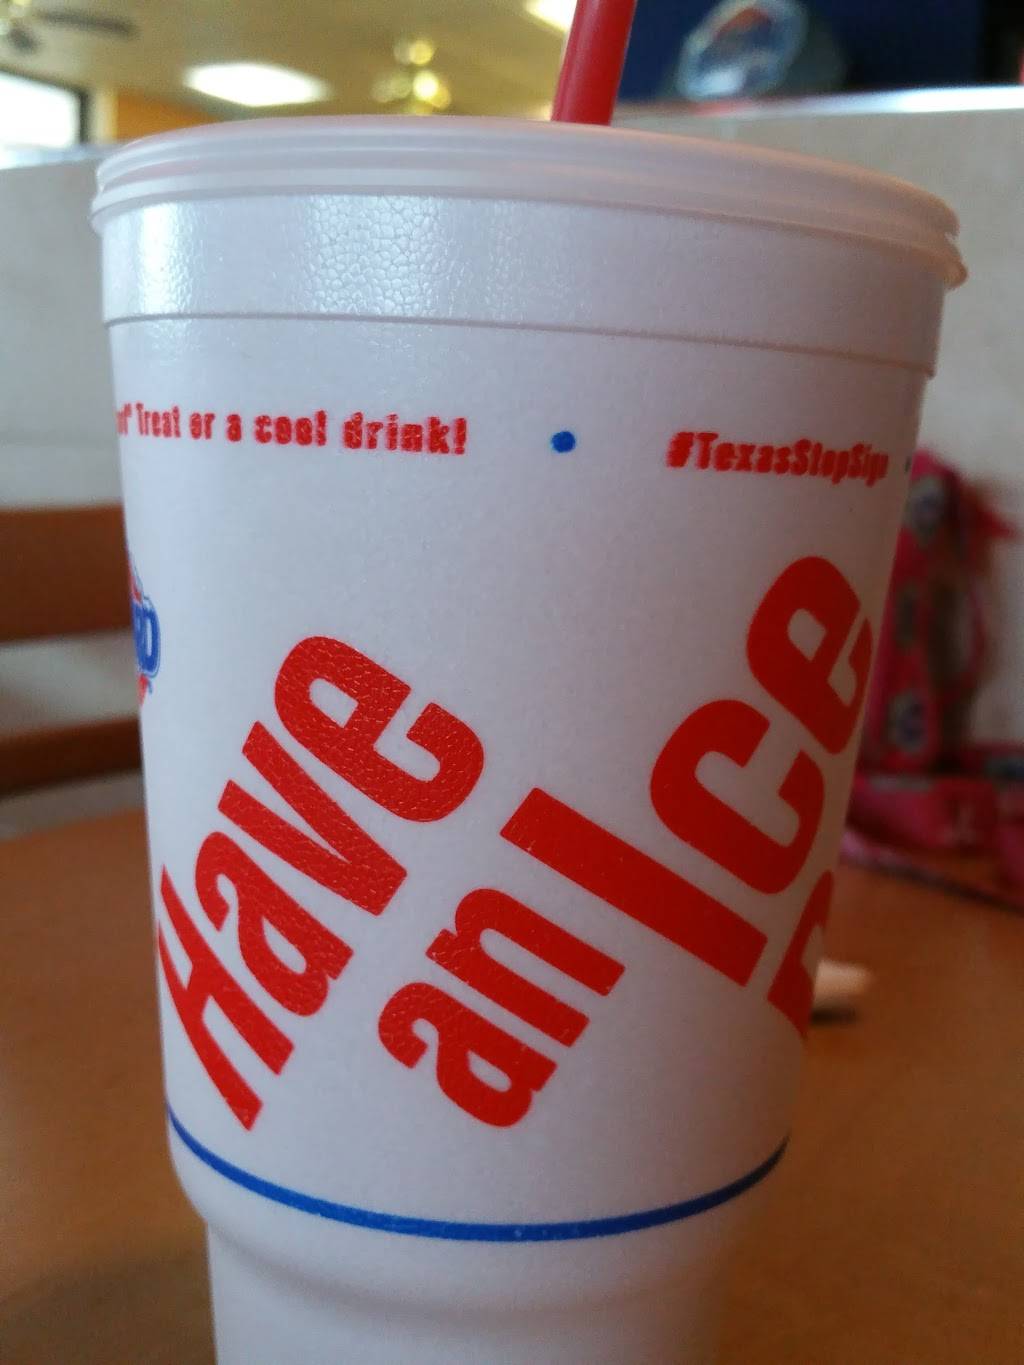 Treat or a cool drink! • #TexasStopSign •
Have
an Ice